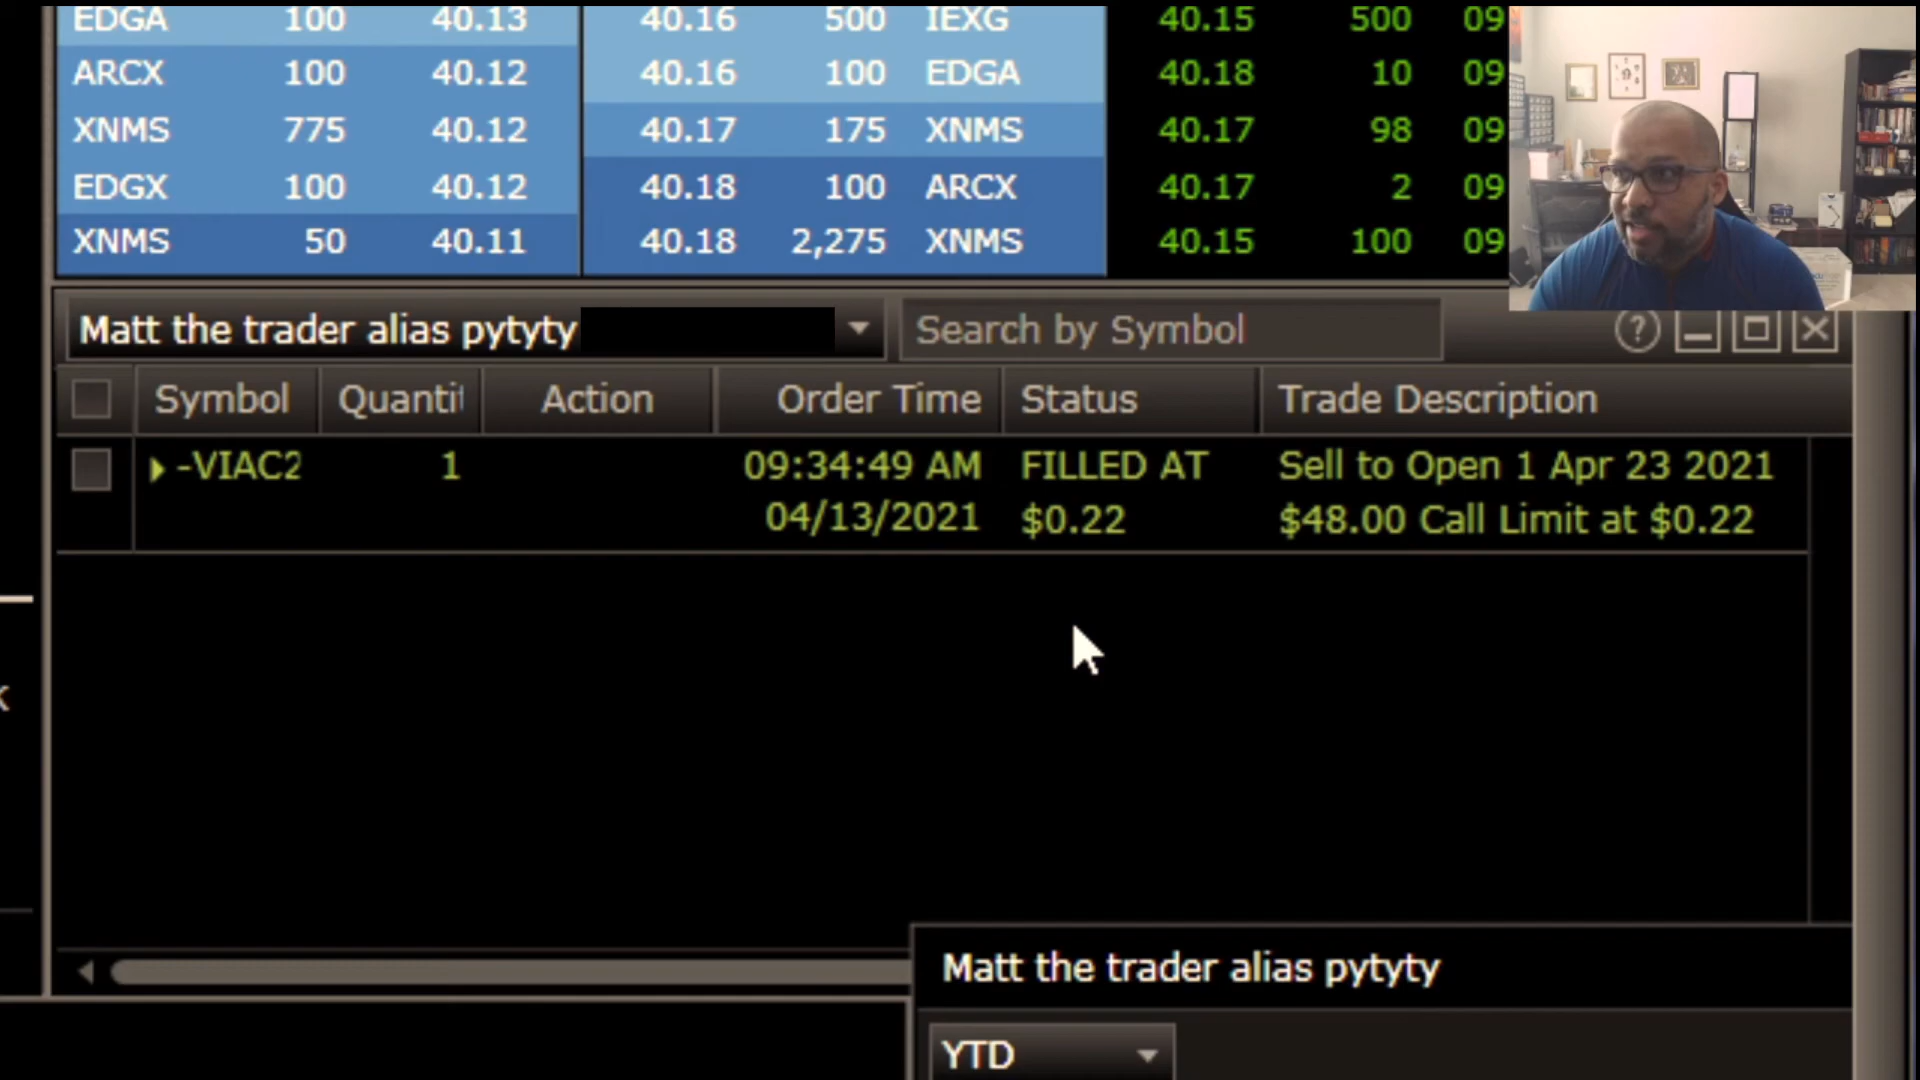 EDGA 100 40.13 40.16 500 IEXG 40.15 500 09
ARCX 100 40.12 40.16 100 EDGA 40.18 10 09
XNMS 775 40.12 40.17 175 XNMS 40.17 98 09
EDGX 100 40.12 40.18 100 ARCX 40.17 2 09
XNMS 50 40.11 40.18 2,275 XNMS 40.15 100 09
Matt the trader alias pytyty Search by Symbol
Symbol Quantit Action Order Time Status Trade Description
-VIAC2 1 09:34:49 AM FILLED AT Sell to Open 1 Apr 23 2021
04/13/2021 $0.22 $48.00 Call Limit at $0.22
Matt the trader alias pytyty
YTD